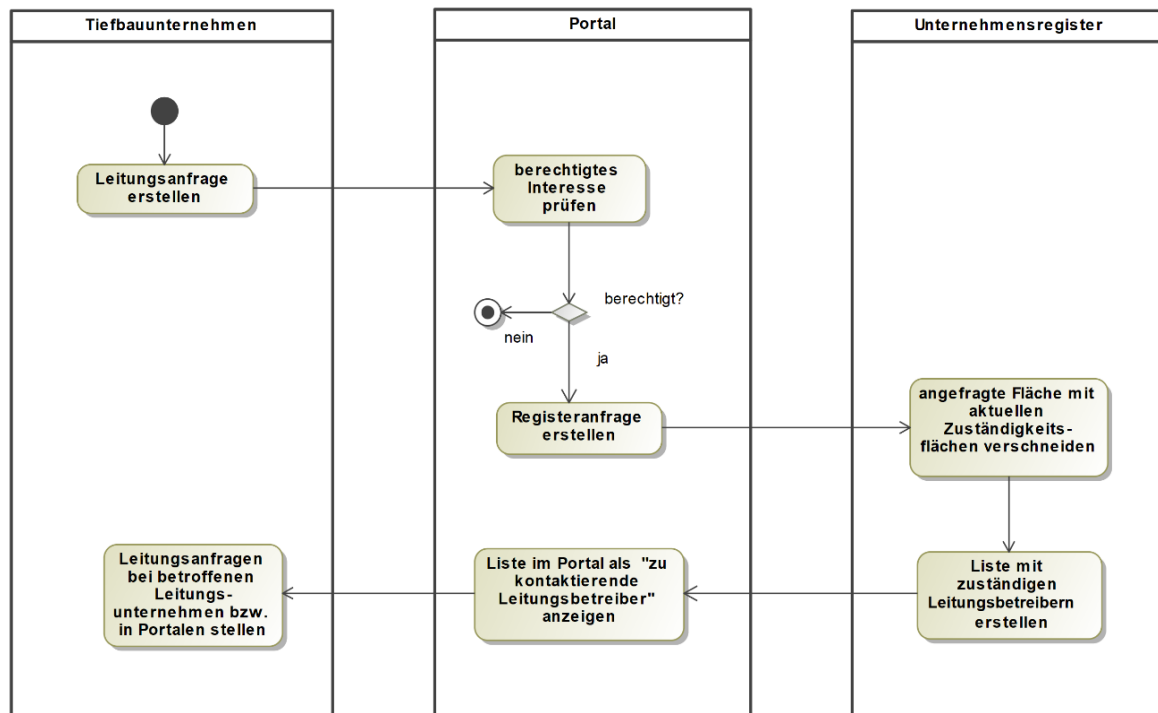 Tiefbauunternehmen
Portal
Unternehmensregister
Leitungsanfrage
erstellen
berechtigtes
Interesse
prüfen
berechtigt?
nein
ja
Registeranfrage
erstellen
angefragte Fläche mit
aktuellen
Zuständigkeits-
flächen verschneiden
Liste mit
zuständigen
Leitungsbetreibern
erstellen
Liste im Portal als "zu
kontaktierende
Leitungsbetreiber"
anzeigen
Leitungsanfragen
bei betroffenen
Leitungs-
unternehmen bzw.
in Portalen stellen